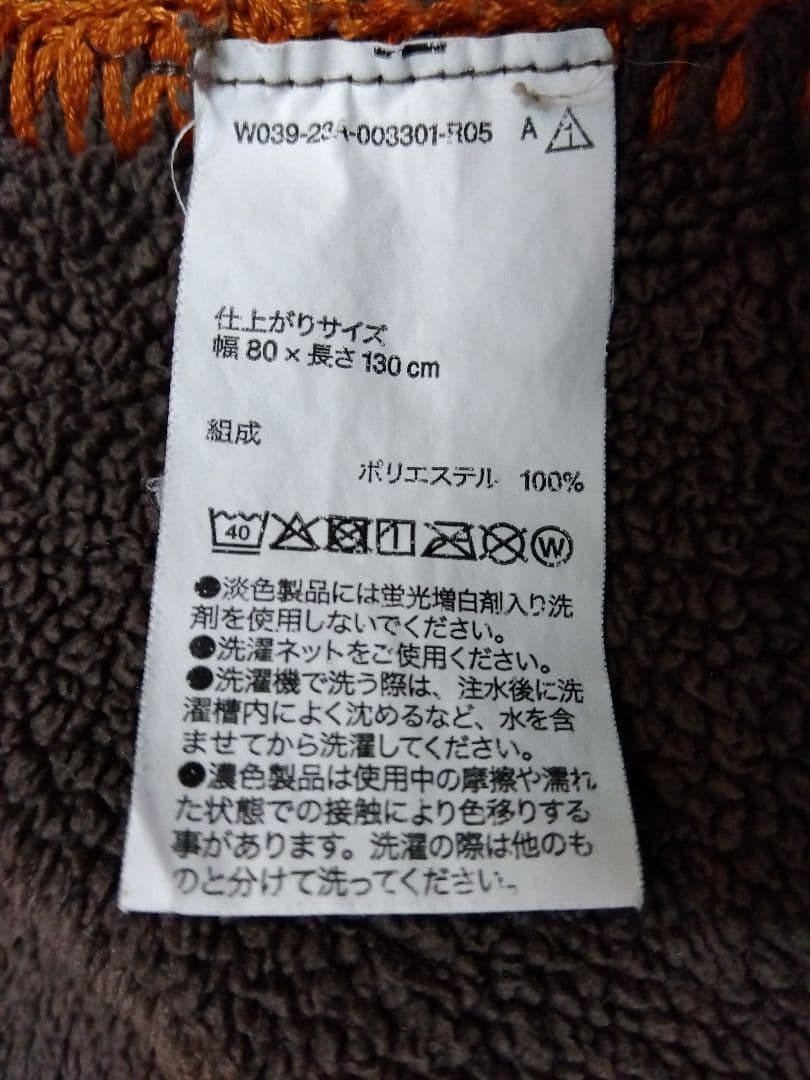 W039-23A-003301-R05 A 1
仕上がりサイズ
幅 80 × 長さ 130 cm
組成
ポリエステル 100%
40 W
●淡色製品には蛍光増白剤入り洗
剤を使用しないでください。
●洗濯ネットをご使用ください。
●洗濯機で洗う際は、注水後に洗
濯槽内によく沈めるなど、水を含
ませてから洗濯してください。
●濃色製品は使用中の摩擦や濡れ
た状態での接触により色移りする
事があります。洗濯の際は他のも
のと分けて洗ってください。